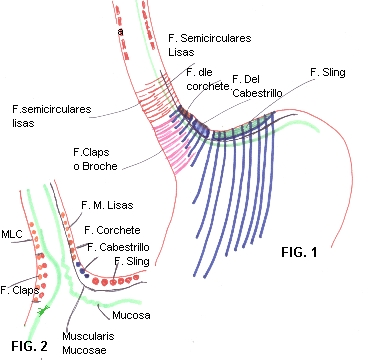 a
F. Semicirculares
Lisas
F. dle
corchete.
F. Del
Cabestrillo
F. Sling
F.semicirculares
lisas
F.Claps
o Broche
FIG. 1
F. M. Lisas
MLC
F. Corchete
F. Cabestrillo
F. Sling
F. Claps
Mucosa
Muscularis
Mucosae
FIG. 2